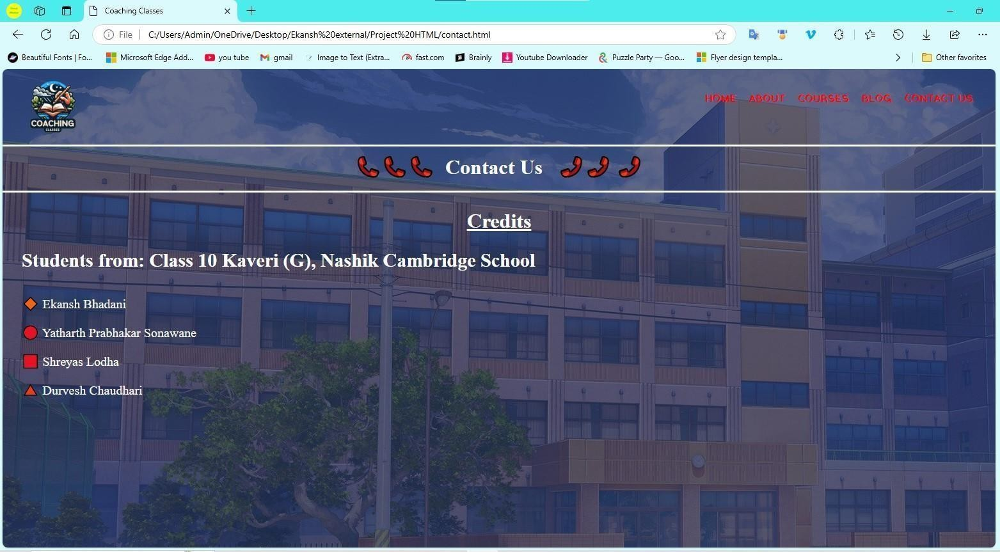 Coaching Classes
File
C:/Users/Admin/OneDrive/Desktop/Ekansh%20external/Project%20HTML/contact.html
Beautiful Fonts | Fo... Microsoft Edge Add... you tube gmail Image to Text (Extra... fast.com Brainly Youtube Downloader Puzzle Party — Goo... Flyer design templa... Other favorites
COACHING
CLASSES
HOME ABOUT COURSES BLOG CONTACT US
Contact Us
Credits
Students from: Class 10 Kaveri (G), Nashik Cambridge School
Ekansh Bhadani
Yatharth Prabhakar Sonawane
Shreyas Lodha
Durvesh Chaudhari